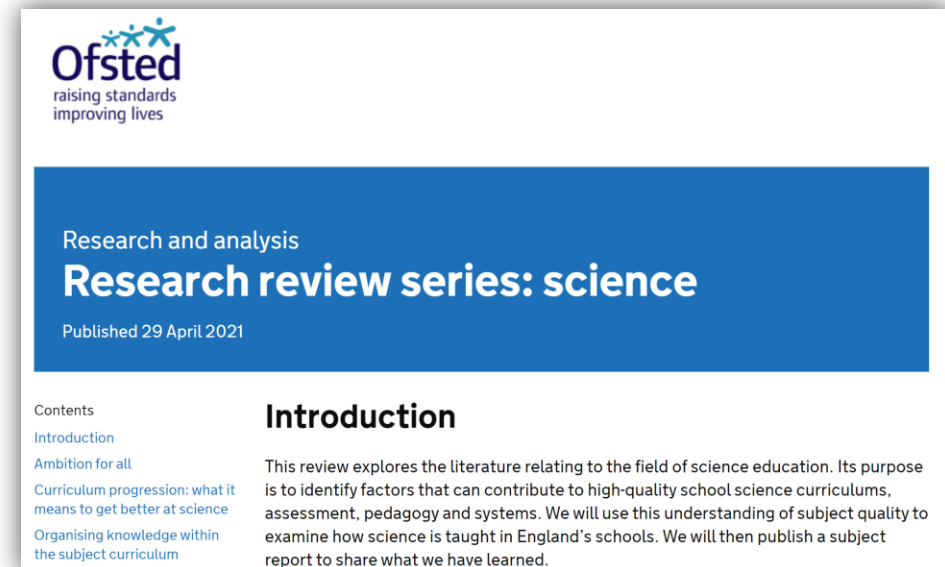 Ofsted
raising standards
improving lives
Research and analysis
Research review series: science
Published 29 April 2021
Contents
Introduction
Ambition for all
Curriculum progression: what it
means to get better at science
Organising knowledge within
the subject curriculum
Introduction
This review explores the literature relating to the field of science education. Its purpose
is to identify factors that can contribute to high-quality school science curriculums,
assessment, pedagogy and systems. We will use this understanding of subject quality to
examine how science is taught in England's schools. We will then publish a subject
report to share what we have learned.